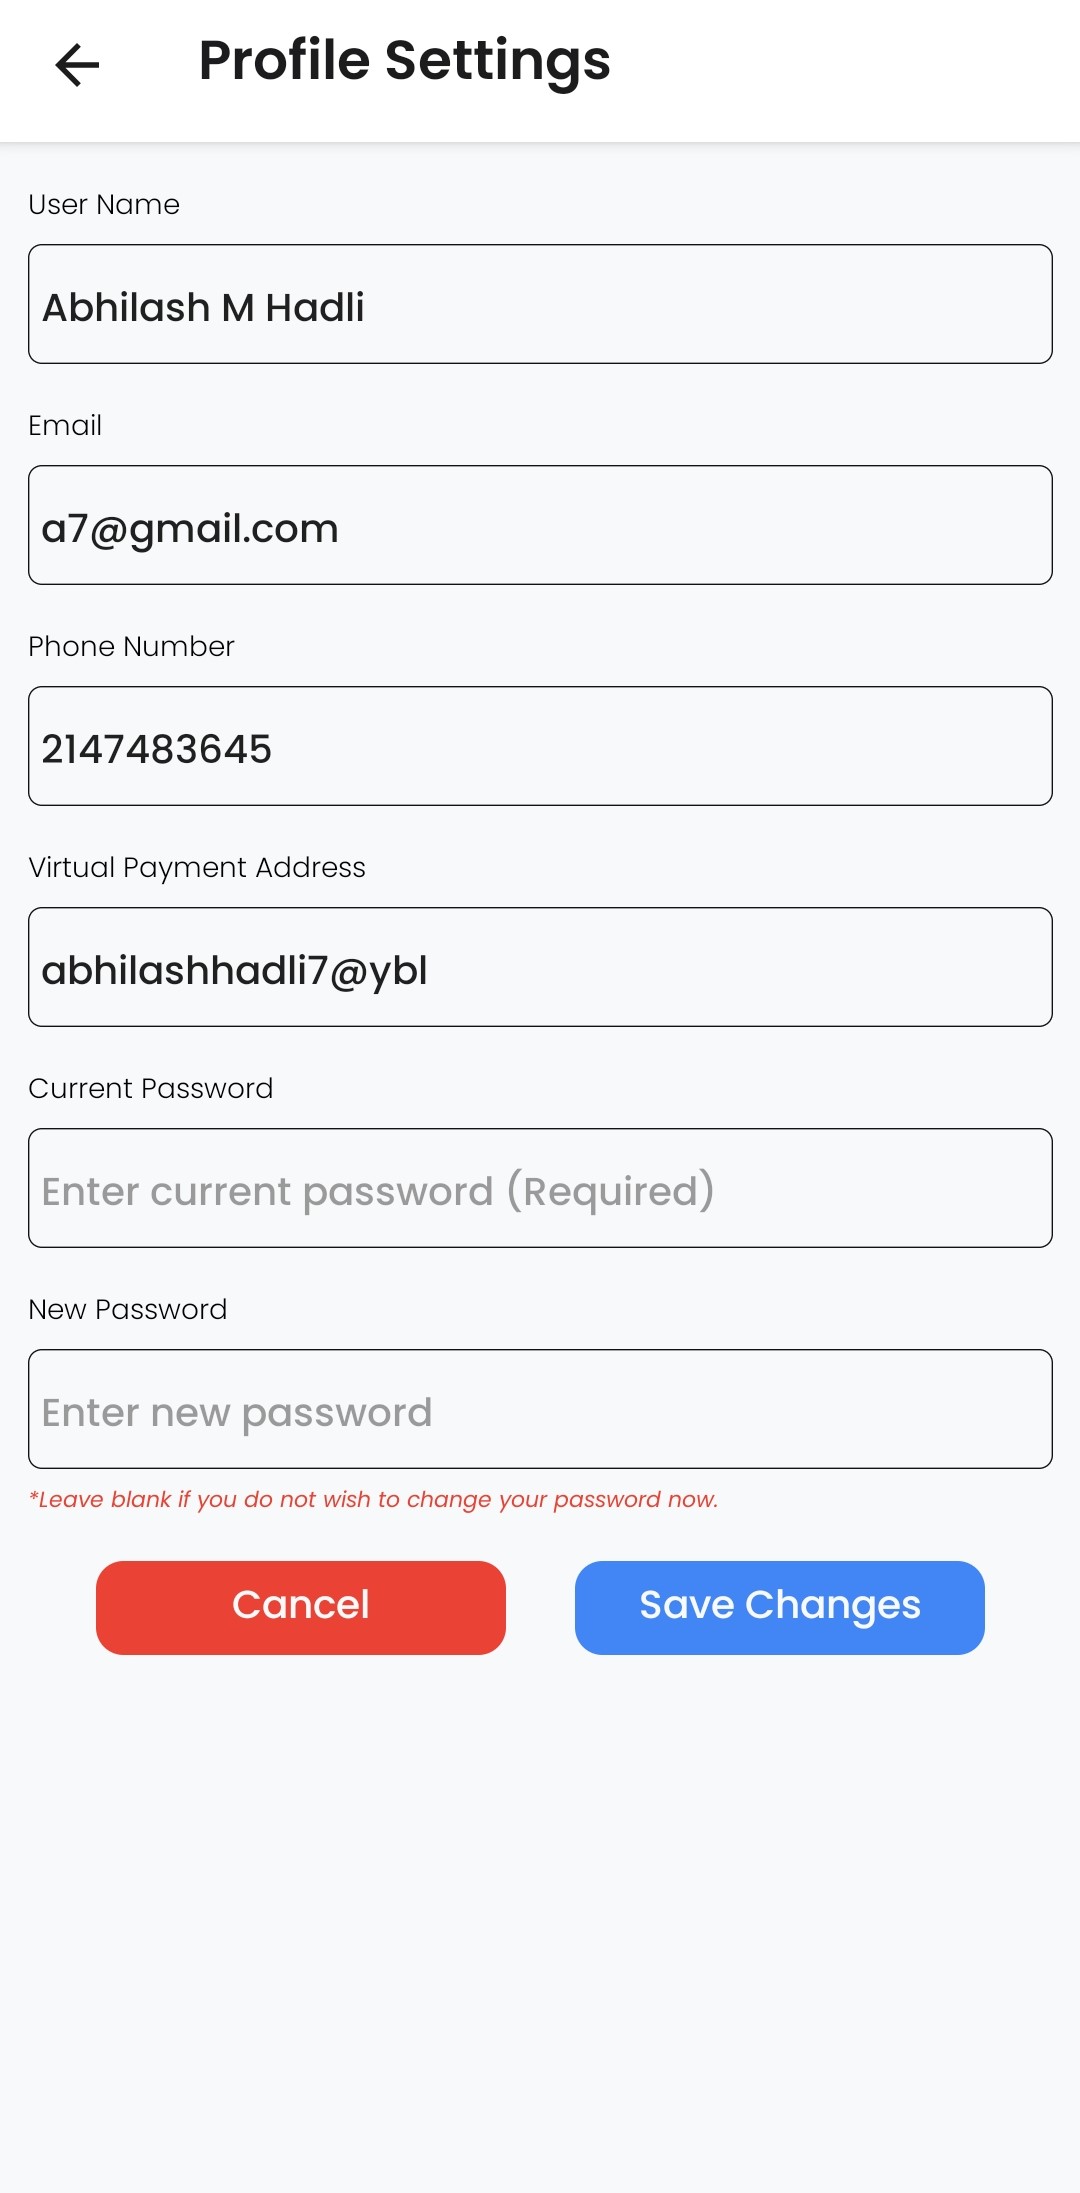 Profile Settings
User Name
Abhilash M Hadli
Email
a7@gmail.com
Phone Number
2147483645
Virtual Payment Address
abhilashhadli7@ybl
Current Password
Enter current password (Required)
New Password
Enter new password
*Leave blank if you do not wish to change your password now.
Cancel
Save Changes